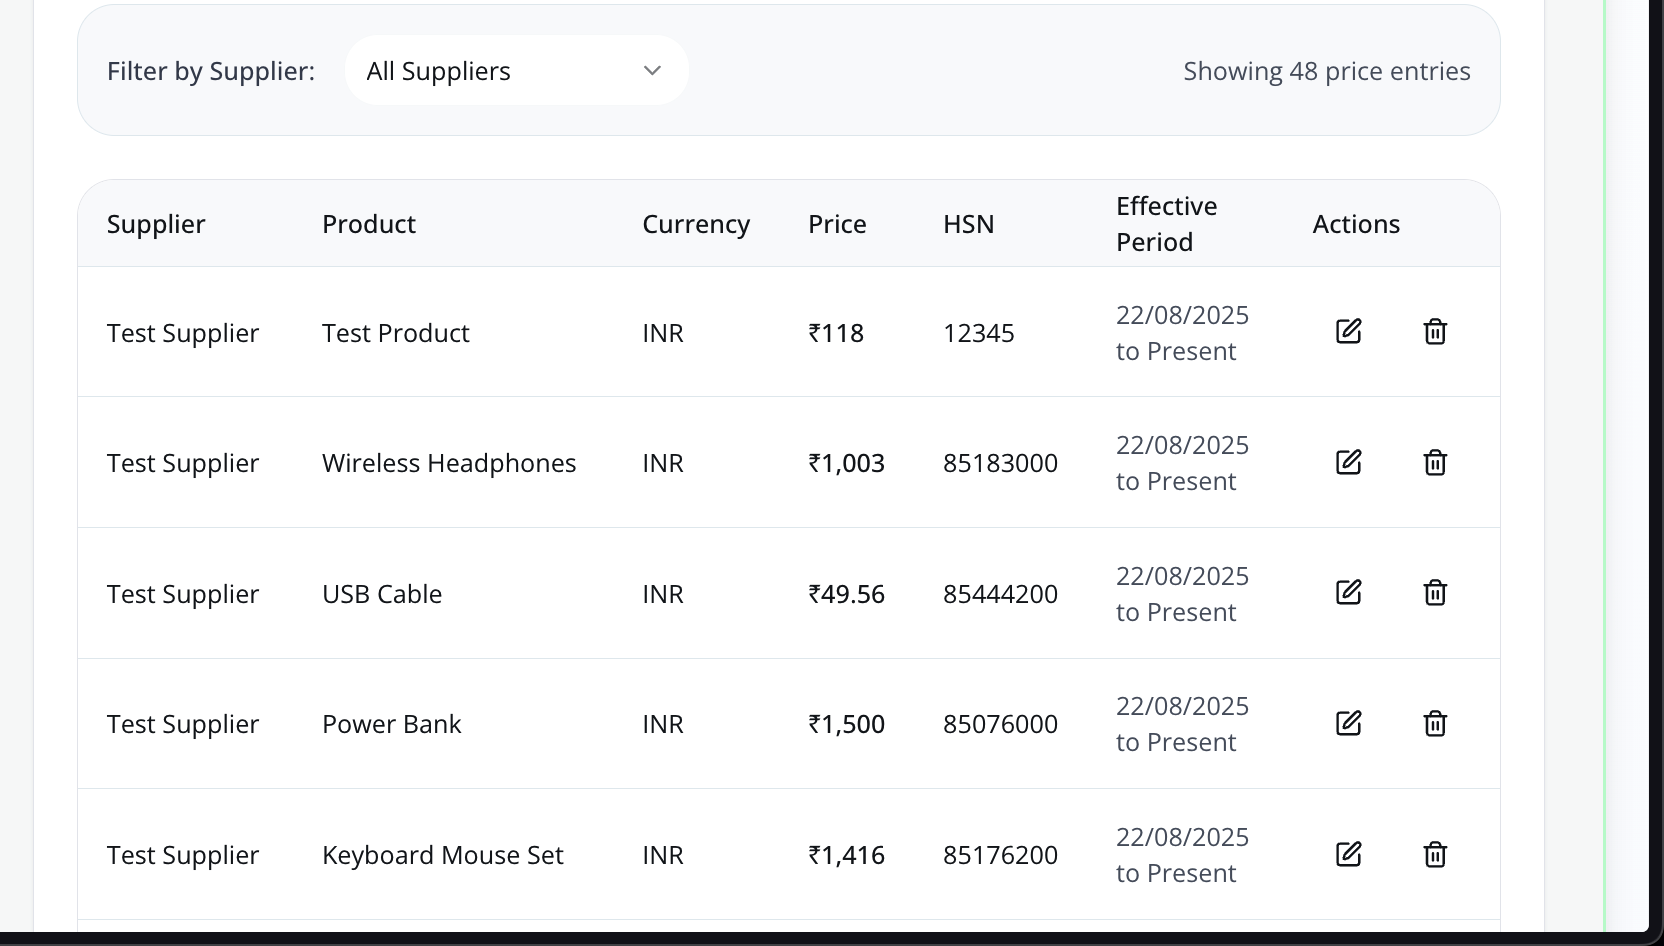 Filter by Supplier: All Suppliers Showing 48 price entries
Supplier Product Currency Price HSN Effective Period Actions
Test Supplier Test Product INR ₹118 12345 22/08/2025 to Present
Test Supplier Wireless Headphones INR ₹1,003 85183000 22/08/2025 to Present
Test Supplier USB Cable INR ₹49.56 85444200 22/08/2025 to Present
Test Supplier Power Bank INR ₹1,500 85076000 22/08/2025 to Present
Test Supplier Keyboard Mouse Set INR ₹1,416 85176200 22/08/2025 to Present